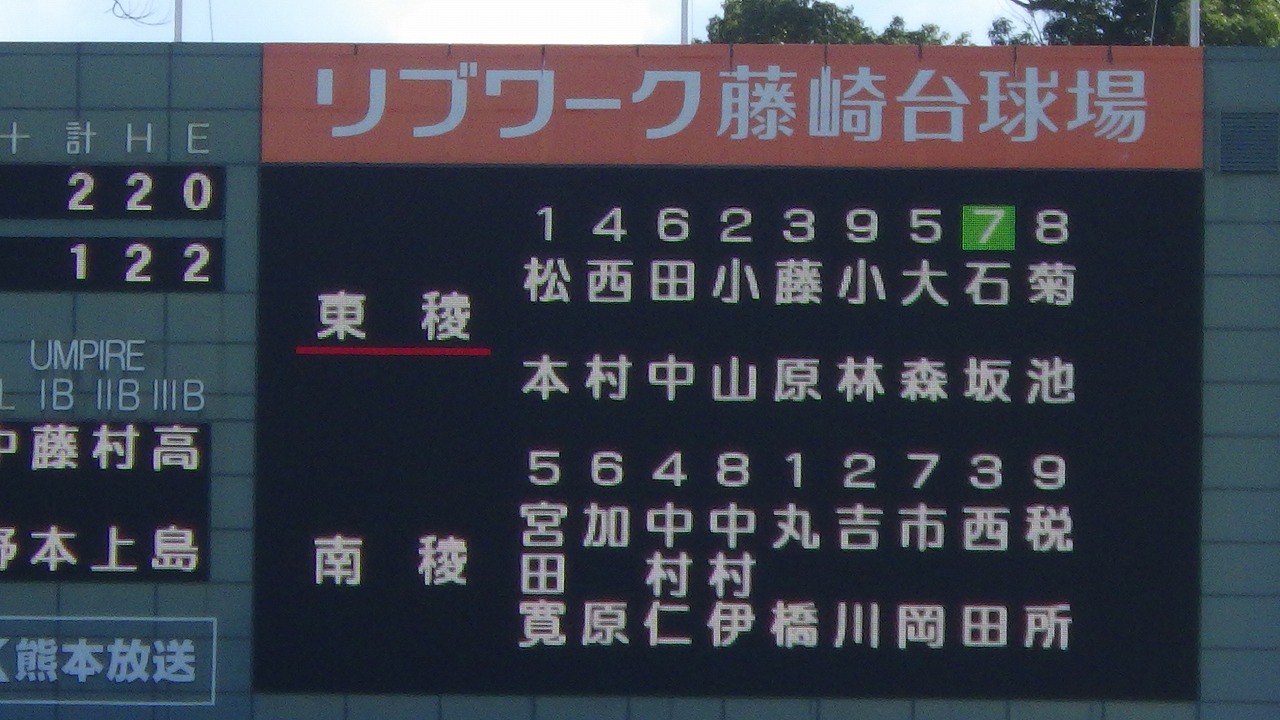 リブワーク藤崎台球場
十 計 H E
2 2 0
1 2 2
UMPIRE
IB IIB IIIB
藤本 村上 高島
熊本放送
東稜
1 4 6 2 3 9 5 7 8
松本 西村 田中 小山 藤原 小林 大森 石坂 菊池
南稜
5 6 4 8 1 2 7 3 9
宮田寛 加原 中村仁 中村伊 丸橋 吉川 市岡 西田 税所